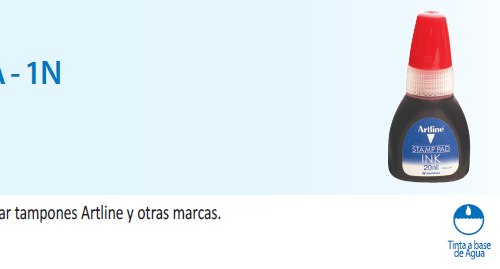 A - 1N
Artline
STAMP PAD
INK
20ml
ar tampones Artline y otras marcas.
Tinta a base
de Agua